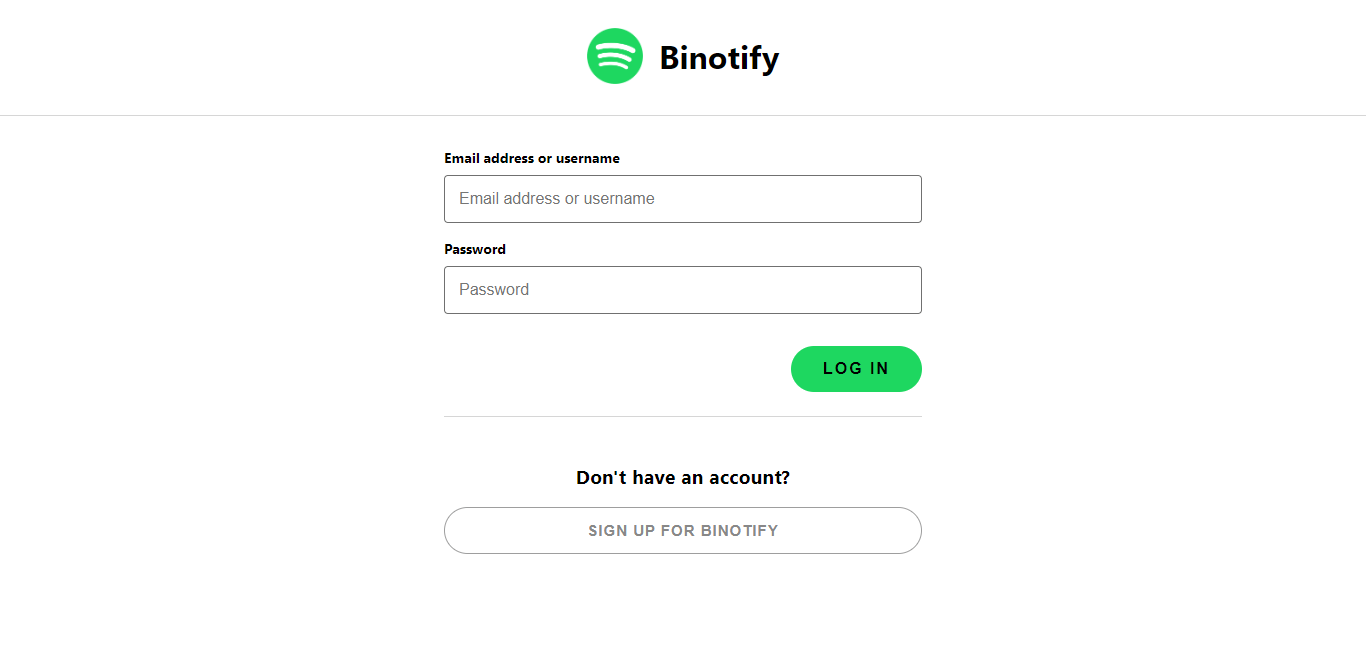 Binotify
Email address or username
Email address or username
Password
Password
LOG IN
Don't have an account?
SIGN UP FOR BINOTIFY